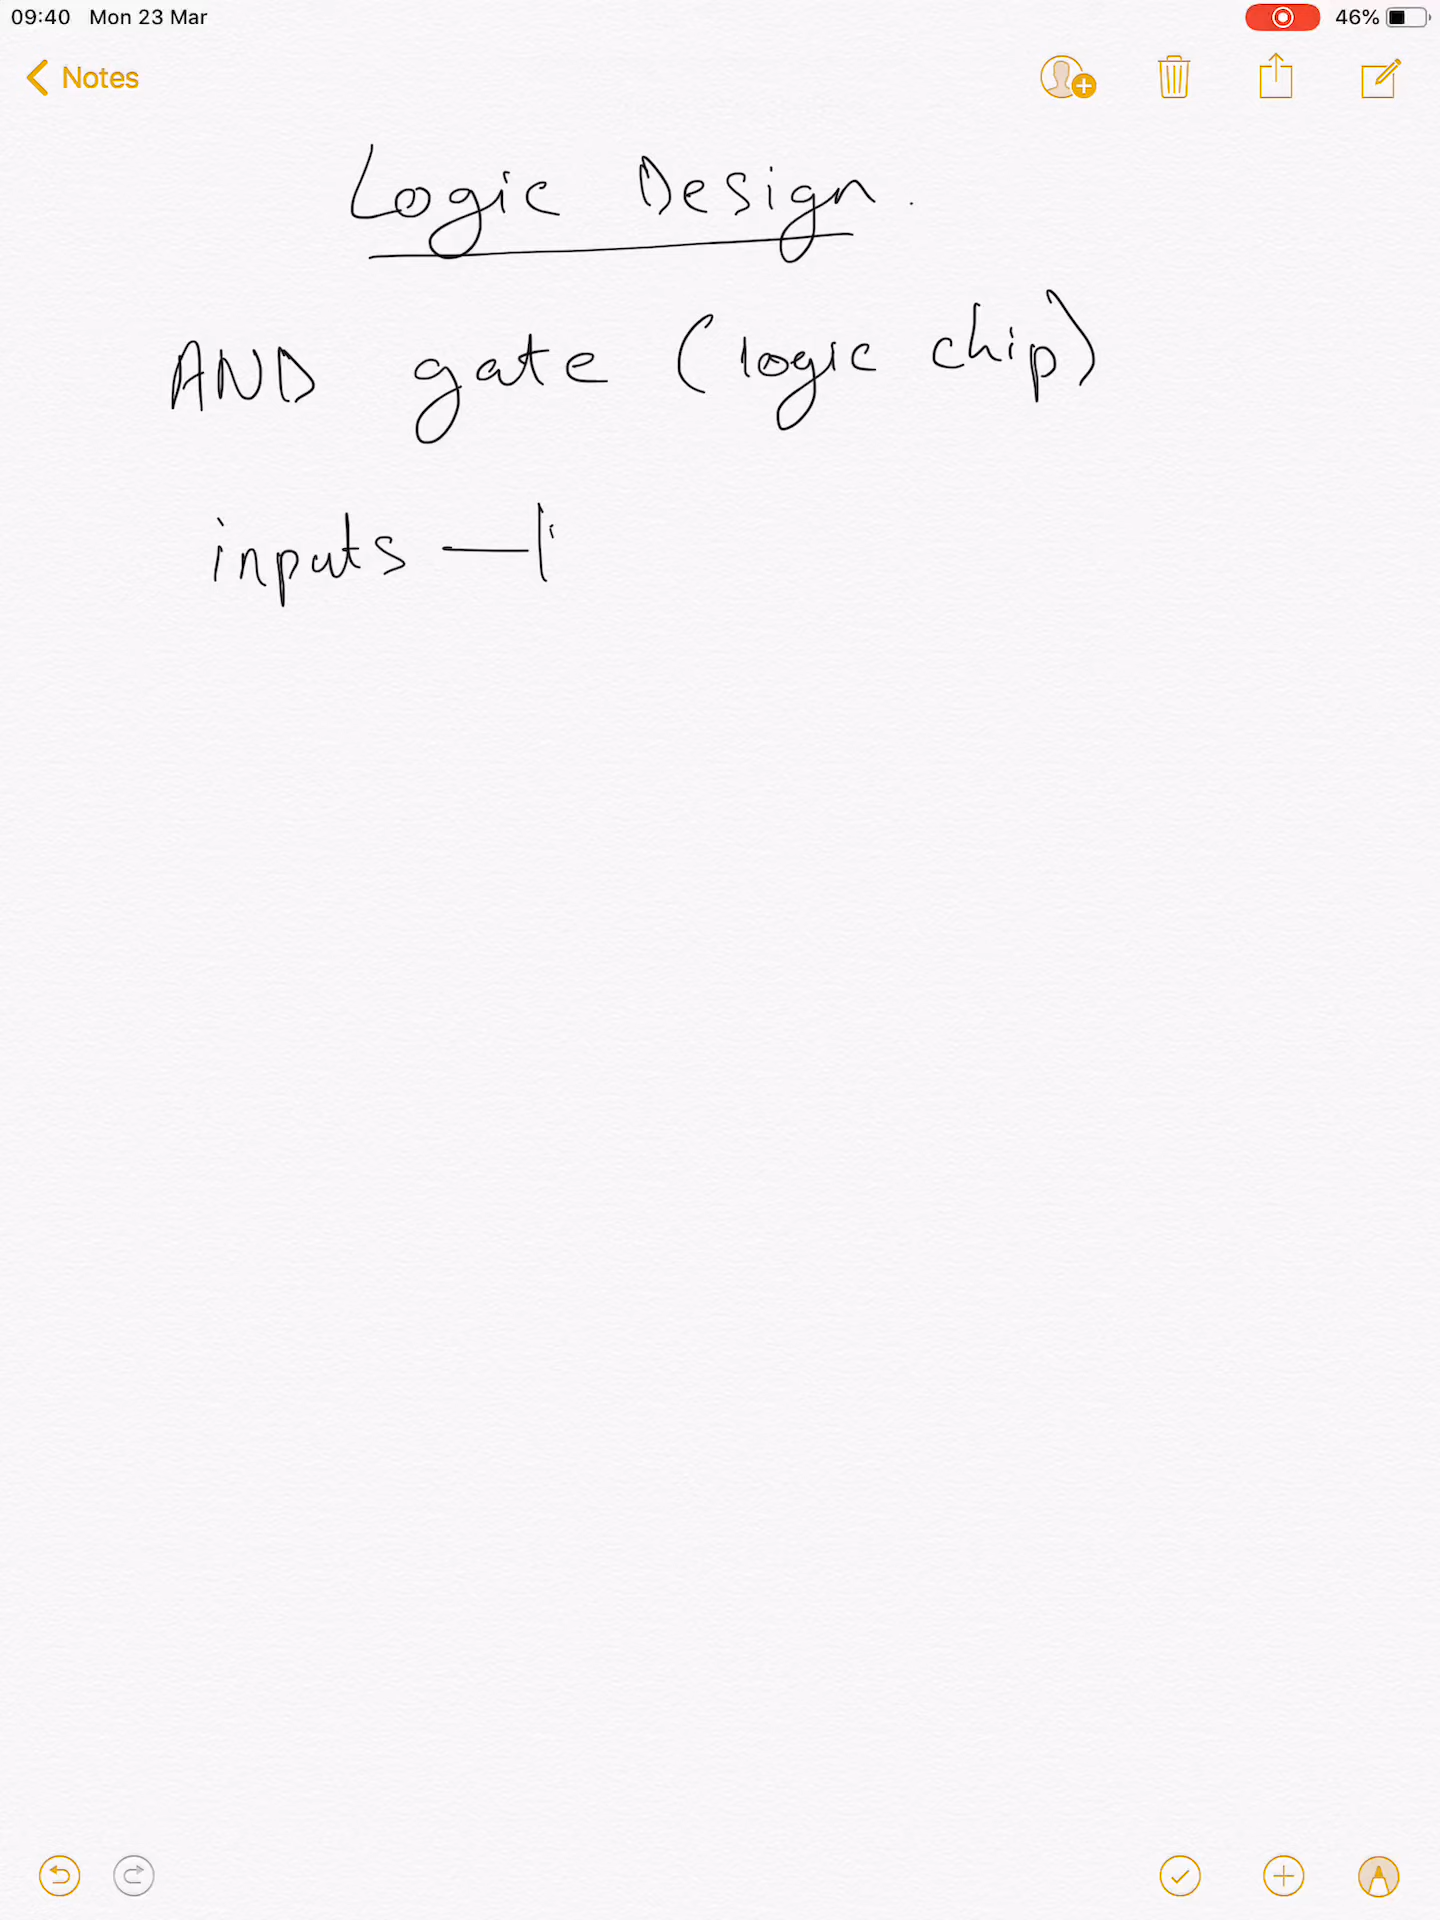 09:40 Mon 23 Mar 46%
Notes
Logic Design.
AND gate (logic chip)
inputs